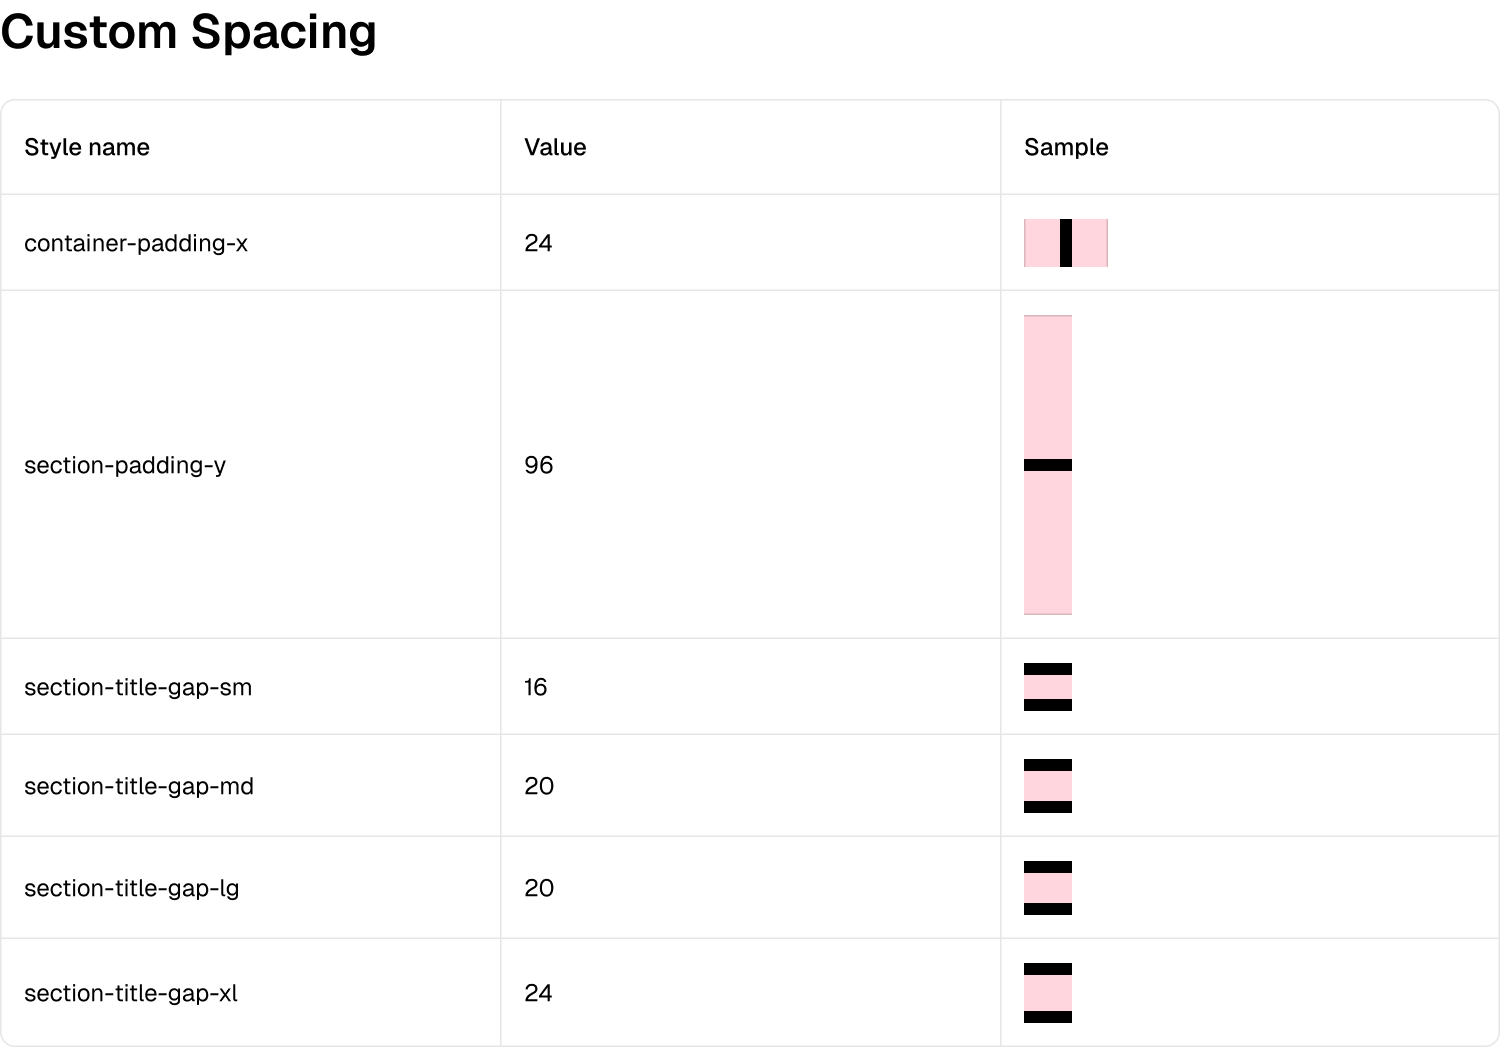 Custom Spacing
Style name Value Sample
container-padding-x 24
section-padding-y 96
section-title-gap-sm 16
section-title-gap-md 20
section-title-gap-lg 20
section-title-gap-xl 24